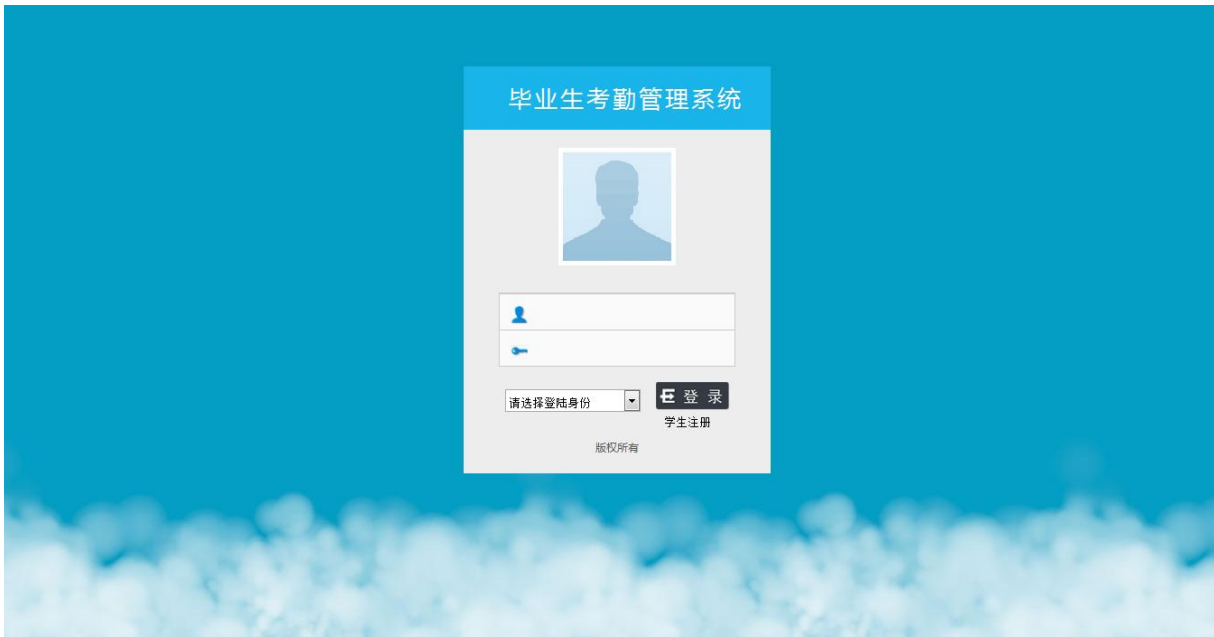 毕业生考勤管理系统
请选择登陆身份
登 录
学生注册
版权所有